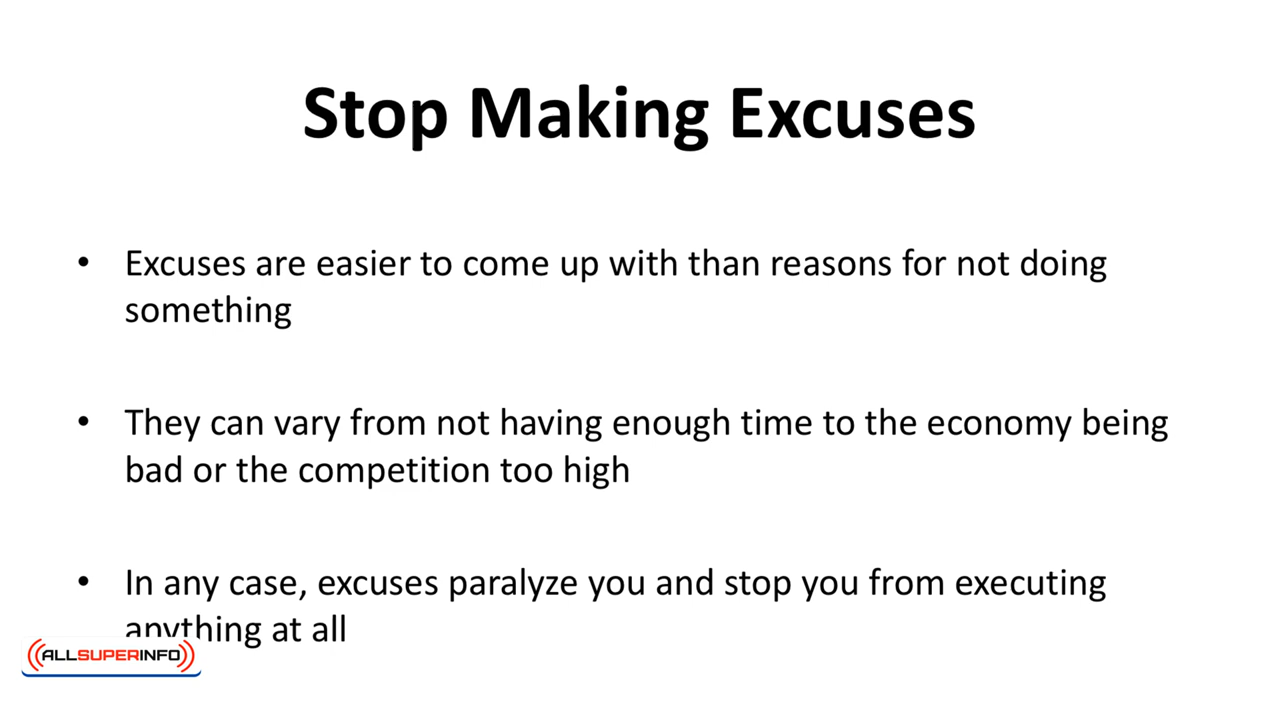 Stop Making Excuses
• Excuses are easier to come up with than reasons for not doing
something
• They can vary from not having enough time to the economy being
bad or the competition too high
• In any case, excuses paralyze you and stop you from executing
anything at all
ALLSUPERINFO